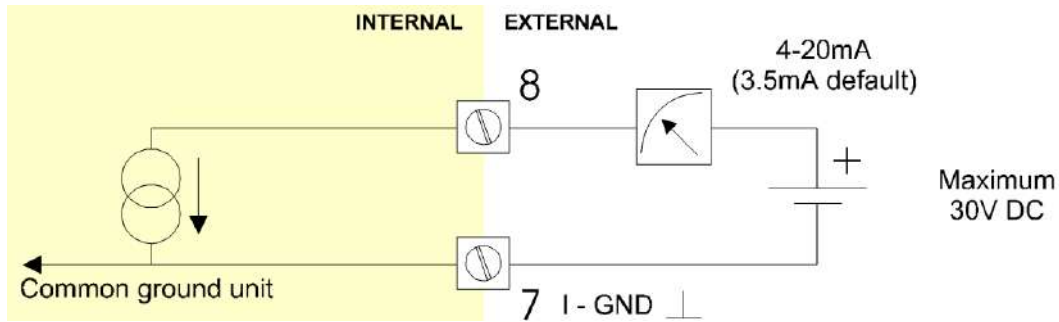 INTERNAL EXTERNAL
8
4-20mA
(3.5mA default)
+
Maximum
30V DC
Common ground unit
7 I - GND